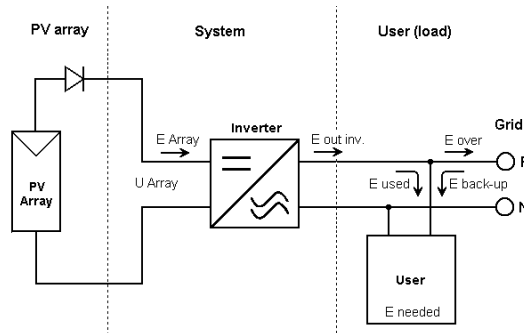 PV array
System
User (load)
Inverter
Grid
E Array
E out inv.
E over
U Array
E used
E back-up
PV
Array
N
User
E needed